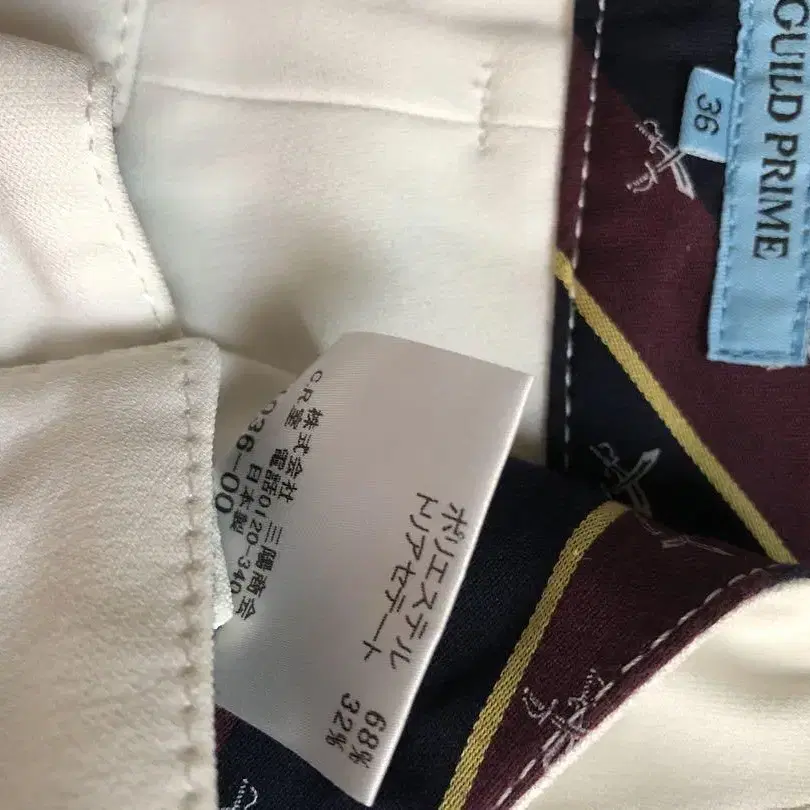 GUILD PRIME
36
ポリエステル 68%
トリアセテート 32%
株式会社 三陽商会
C.R.室 電話0120-340
日本製
036-00